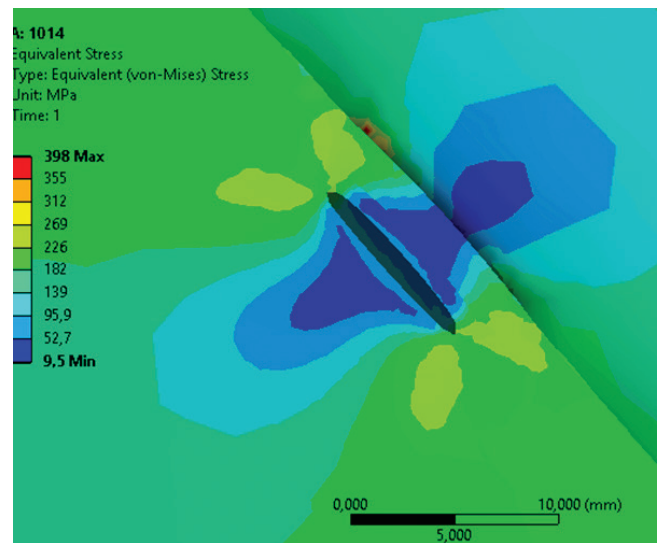 A: 1014
Equivalent Stress
Type: Equivalent (von-Mises) Stress
Unit: MPa
Time: 1
398 Max
355
312
269
226
182
139
95,9
52,7
9,5 Min
0,000 10,000 (mm)
5,000